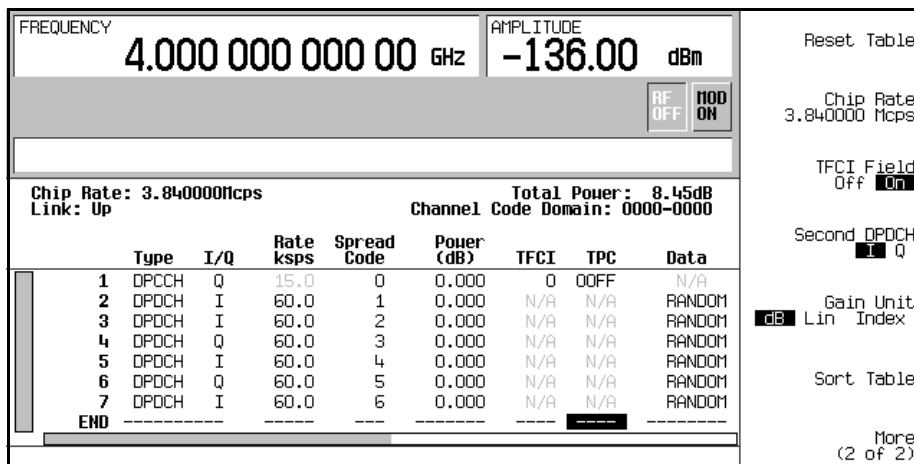 FREQUENCY
4.000 000 000 00 GHz
AMPLITUDE
-136.00 dBm
RF OFF
MOD ON
Chip Rate: 3.840000Mcps
Total Power: 8.45dB
Link: Up
Channel Code Domain: 0000-0000
Type I/Q Rate ksps Spread Code Power (dB) TFCI TPC Data
1 DPCCH Q 15.0 0 0.000 0 00FF N/A
2 DPDCH I 60.0 1 0.000 N/A N/A RANDOM
3 DPDCH I 60.0 2 0.000 N/A N/A RANDOM
4 DPDCH Q 60.0 3 0.000 N/A N/A RANDOM
5 DPDCH I 60.0 4 0.000 N/A N/A RANDOM
6 DPDCH Q 60.0 5 0.000 N/A N/A RANDOM
7 DPDCH I 60.0 6 0.000 N/A N/A RANDOM
END ---------- ----- --- ------- ---- ---- --------
Reset Table
Chip Rate
3.840000 Mcps
TFCI Field
Off On
Second DPDCH
I Q
Gain Unit
dB Lin Index
Sort Table
More
(2 of 2)